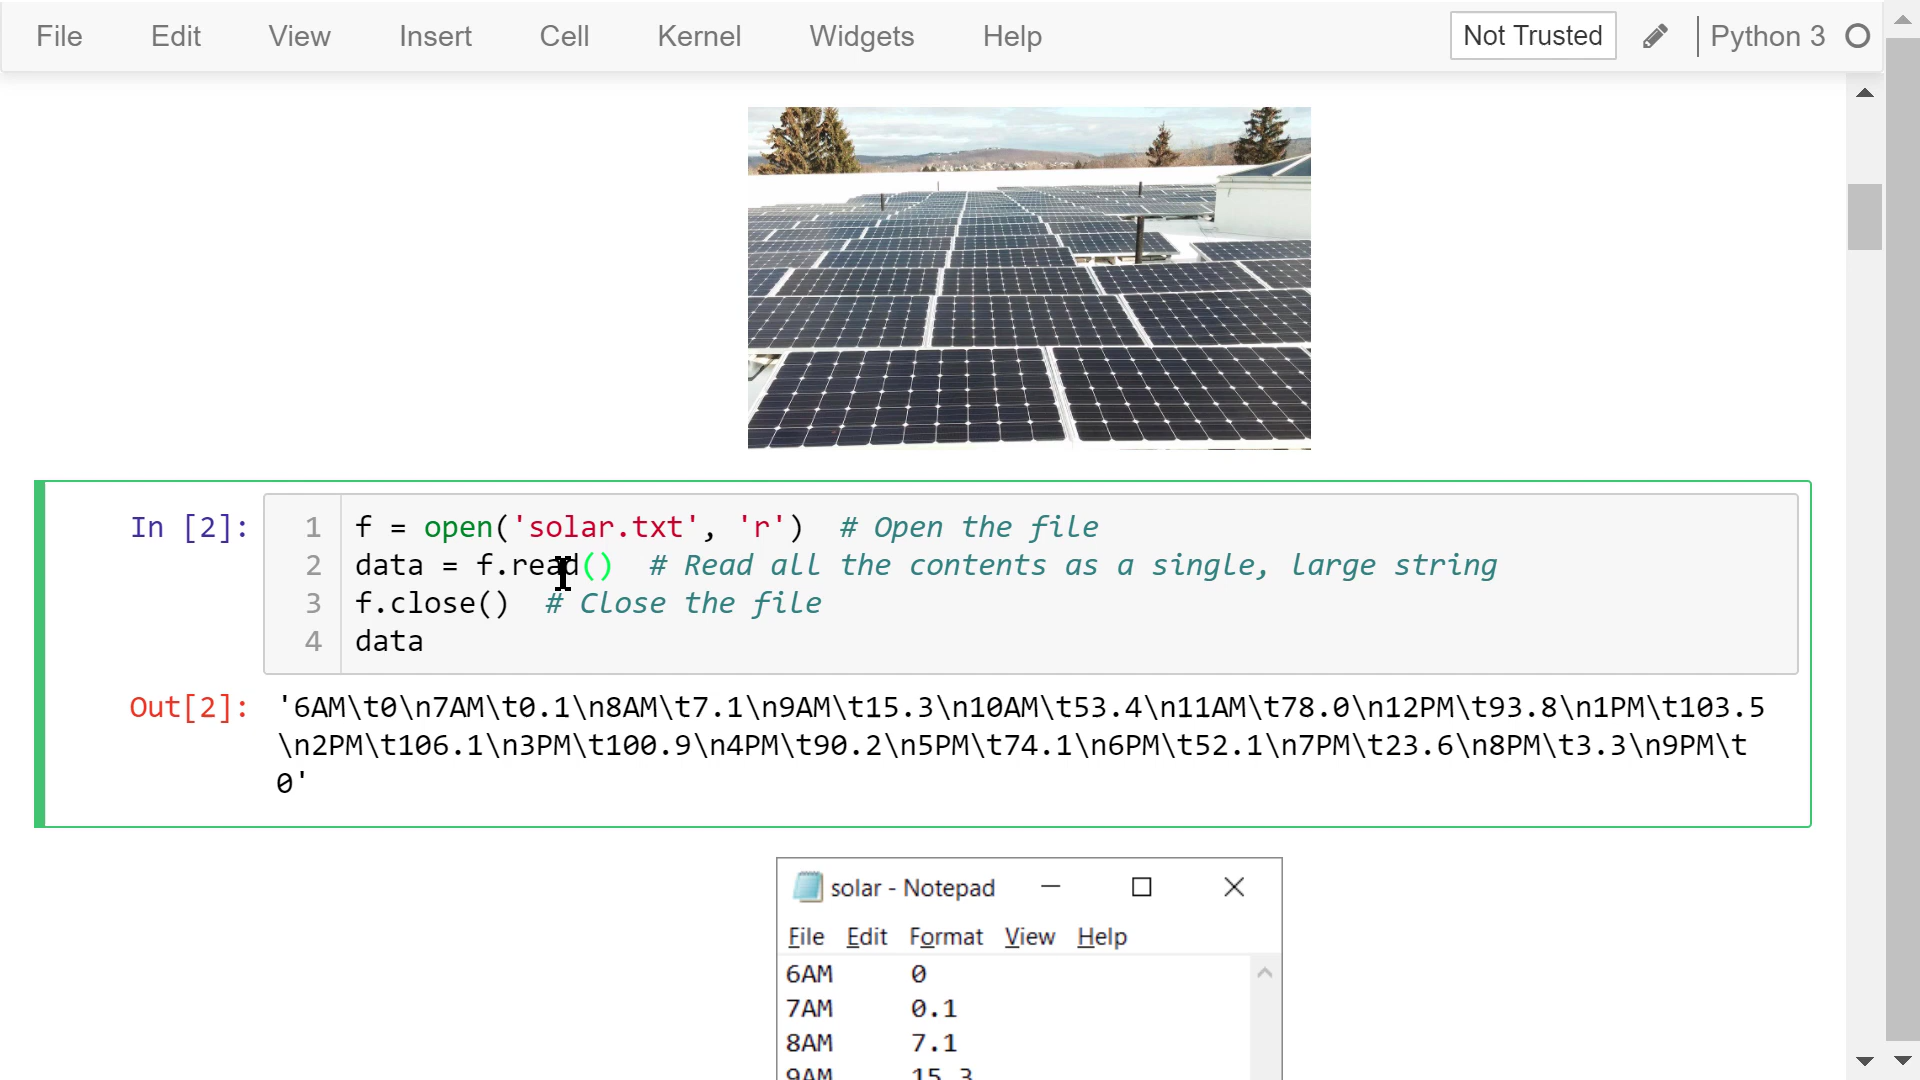 File Edit View Insert Cell Kernel Widgets Help Not Trusted Python 3
In [2]: 1 f = open('solar.txt', 'r')  # Open the file
2 data = f.read()  # Read all the contents as a single, large string
3 f.close()  # Close the file
4 data
Out[2]: '6AM\t0\n7AM\t0.1\n8AM\t7.1\n9AM\t15.3\n10AM\t53.4\n11AM\t78.0\n12PM\t93.8\n1PM\t103.5
\n2PM\t106.1\n3PM\t100.9\n4PM\t90.2\n5PM\t74.1\n6PM\t52.1\n7PM\t23.6\n8PM\t3.3\n9PM\t
0'
solar - Notepad
File Edit Format View Help
6AM 0
7AM 0.1
8AM 7.1
9AM 15.3